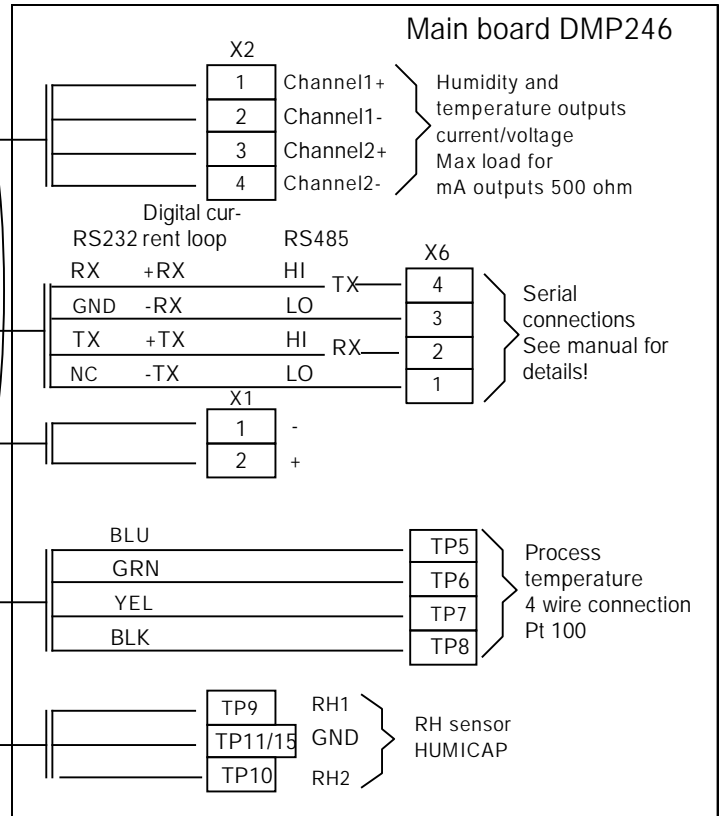 Main board DMP246
X2
1 Channel1+
2 Channel1-
3 Channel2+
4 Channel2-
Humidity and
temperature outputs
current/voltage
Max load for
mA outputs 500 ohm
Digital cur-
RS232 rent loop RS485
X6
RX +RX HI TX 4
GND -RX LO 3
TX +TX HI RX 2
NC -TX LO 1
Serial
connections
See manual for
details!
X1
1 -
2 +
BLU TP5
GRN TP6
YEL TP7
BLK TP8
Process
temperature
4 wire connection
Pt 100
TP9 RH1
TP11/15 GND
TP10 RH2
RH sensor
HUMICAP